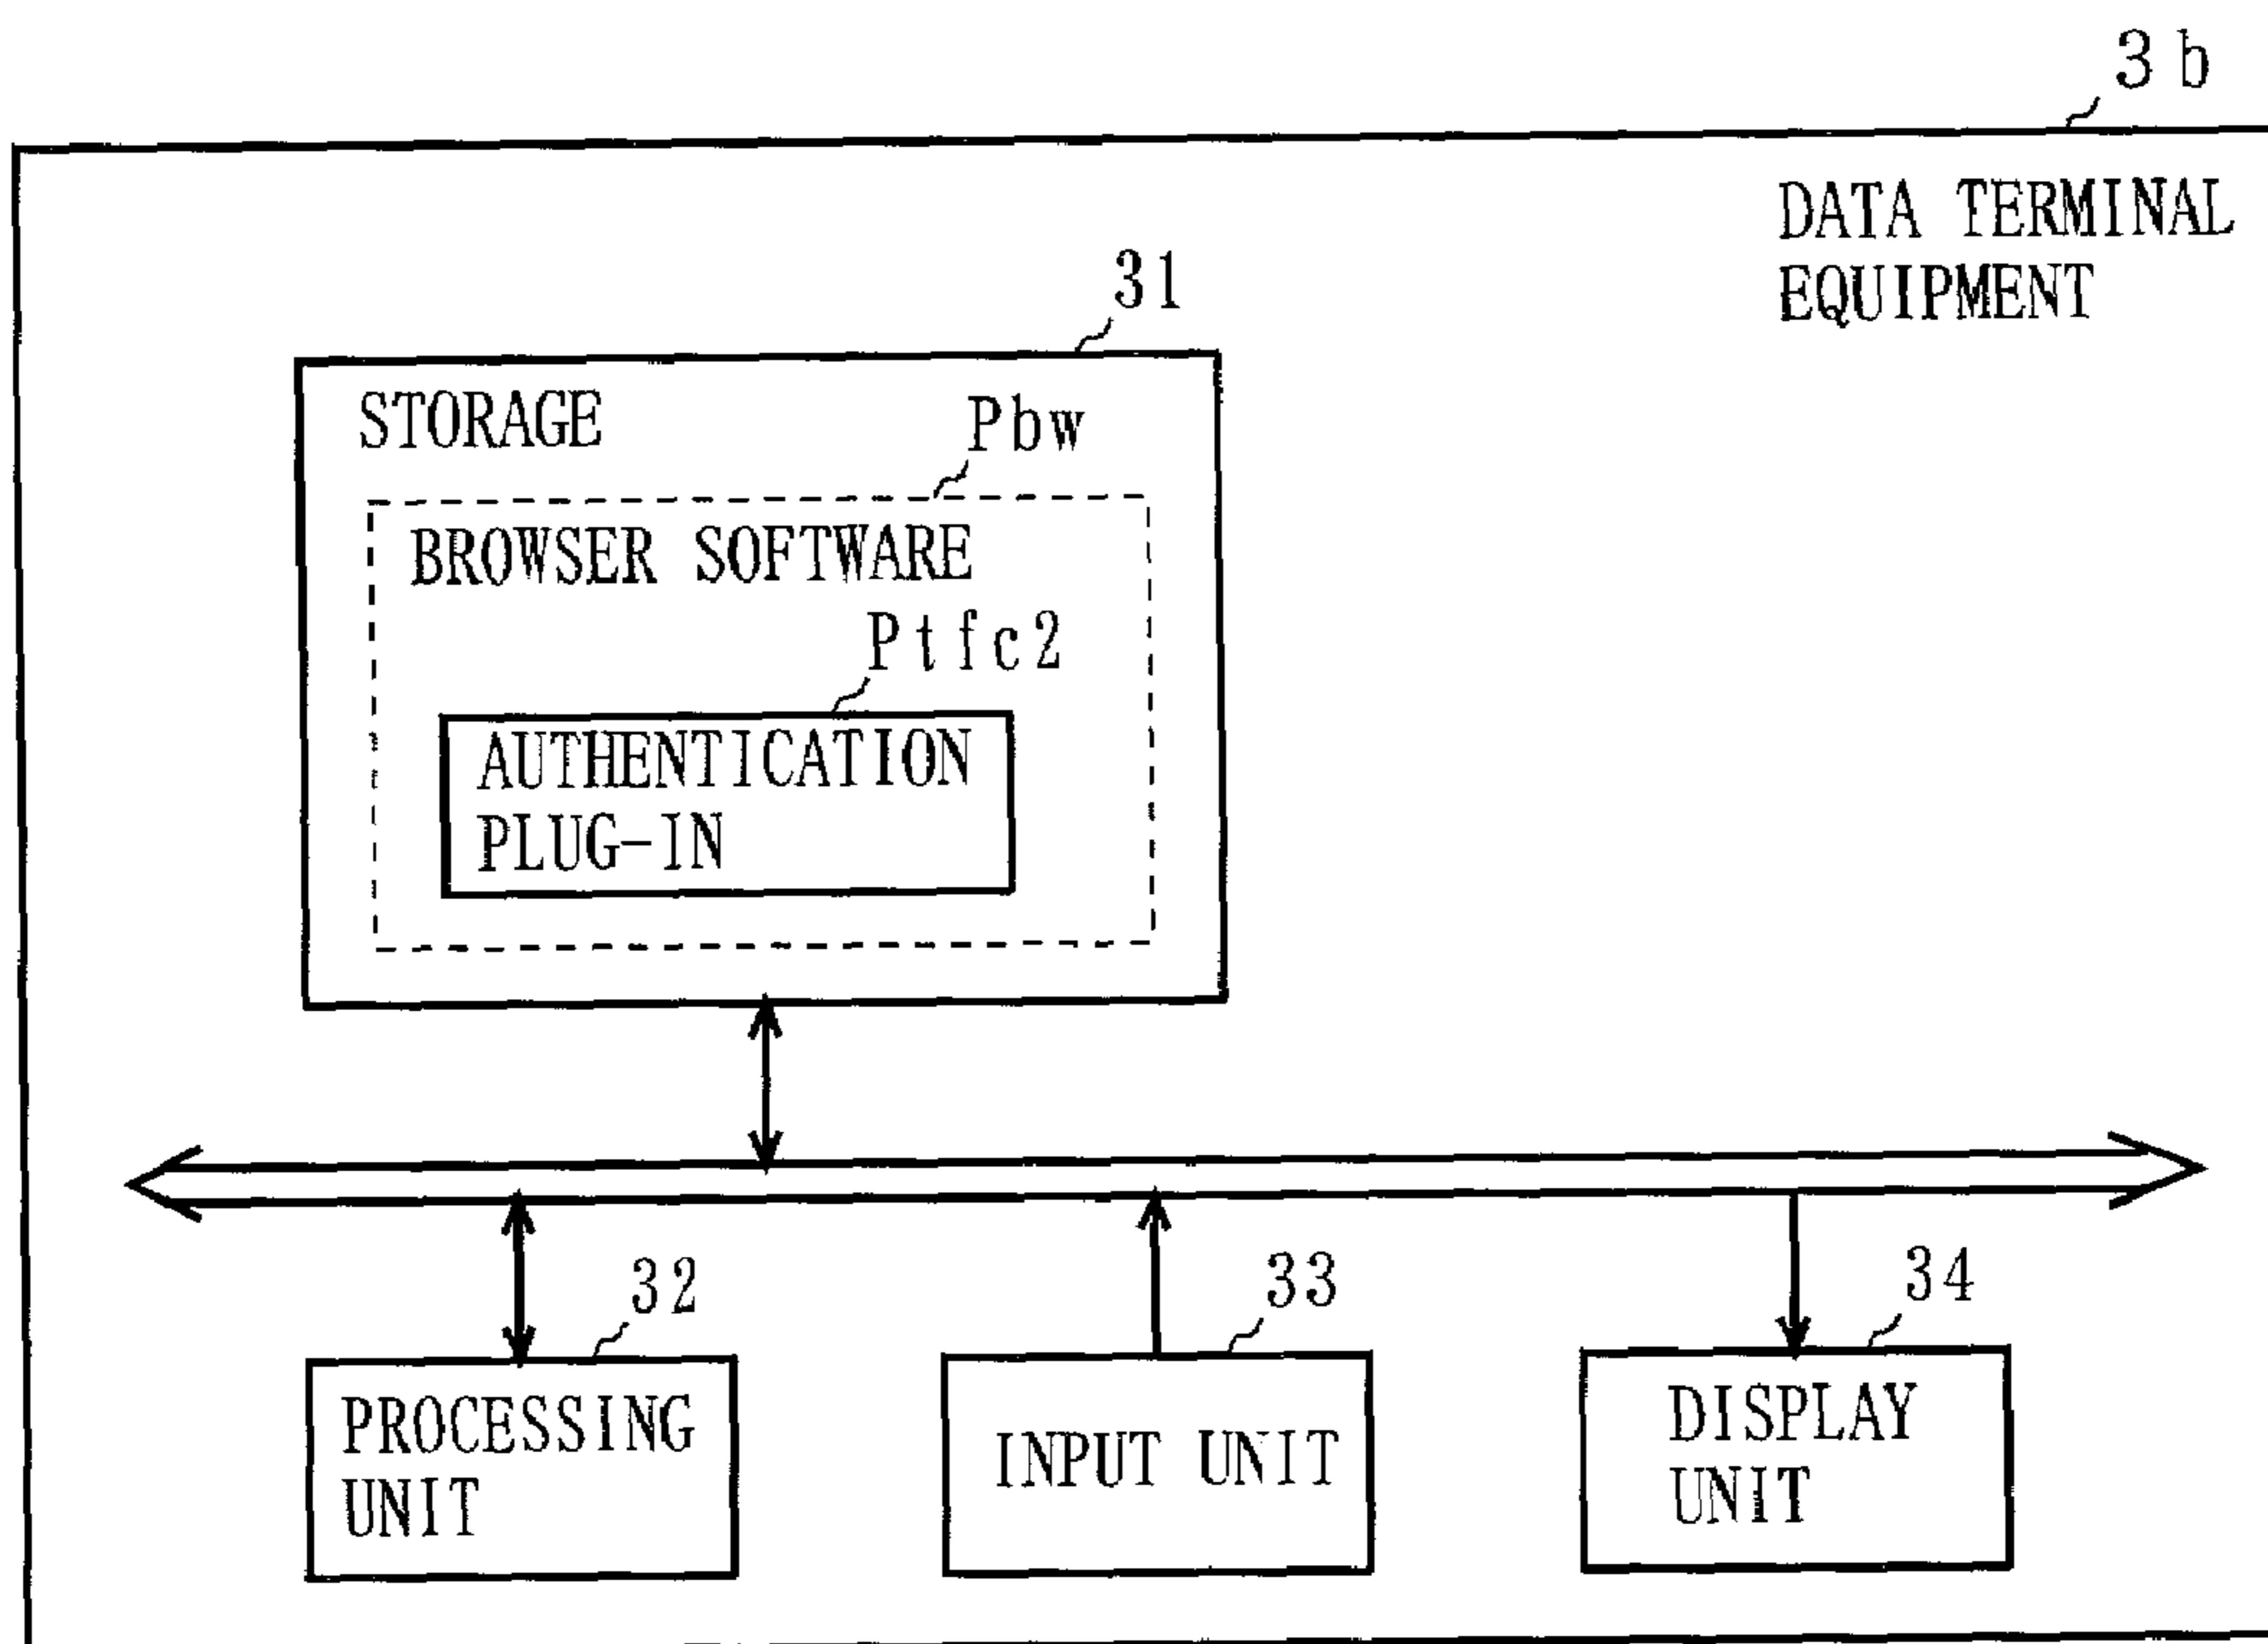 3b
DATA TERMINAL
EQUIPMENT
31
STORAGE
Pbw
BROWSER SOFTWARE
Ptfc2
AUTHENTICATION
PLUG-IN
32
33
34
PROCESSING
UNIT
INPUT UNIT
DISPLAY
UNIT